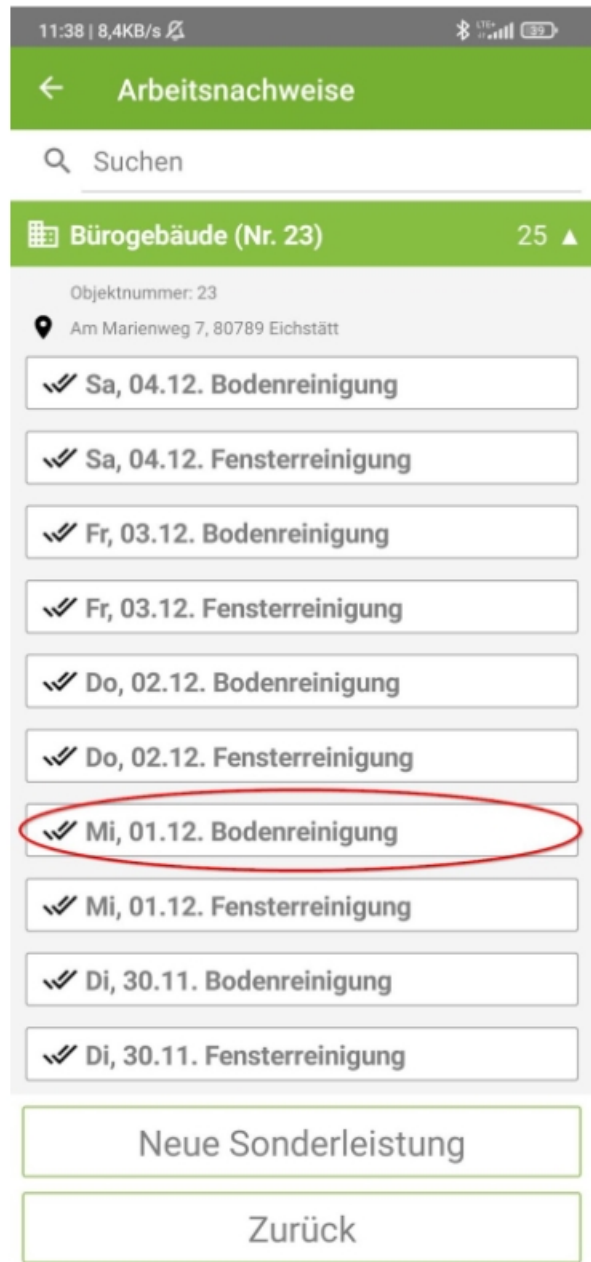 11:38 | 8,4KB/s LTE+ 39
Arbeitsnachweise
Suchen
Bürogebäude (Nr. 23) 25 ▲
Objektnummer: 23
Am Marienweg 7, 80789 Eichstätt
Sa, 04.12. Bodenreinigung
Sa, 04.12. Fensterreinigung
Fr, 03.12. Bodenreinigung
Fr, 03.12. Fensterreinigung
Do, 02.12. Bodenreinigung
Do, 02.12. Fensterreinigung
Mi, 01.12. Bodenreinigung
Mi, 01.12. Fensterreinigung
Di, 30.11. Bodenreinigung
Di, 30.11. Fensterreinigung
Neue Sonderleistung
Zurück